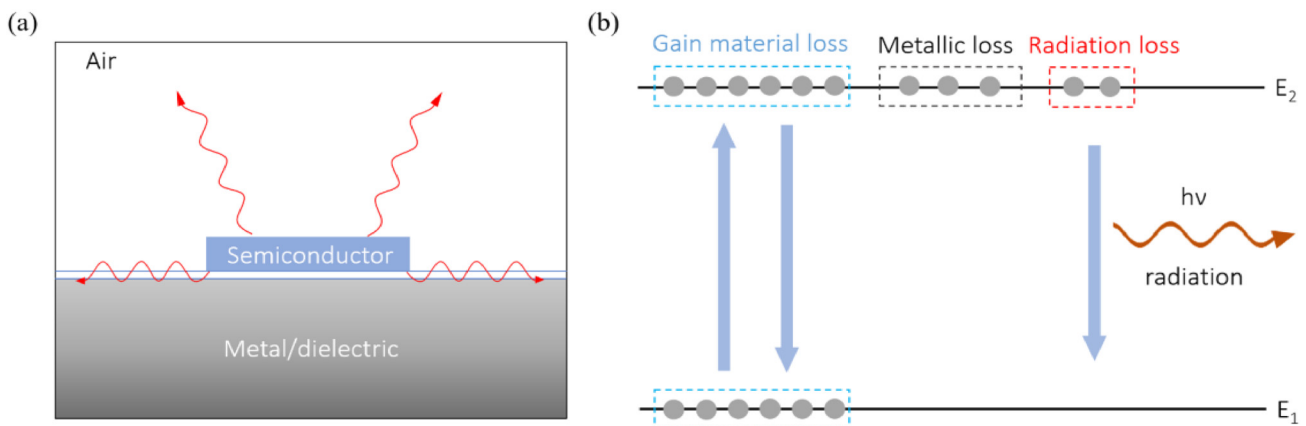 (a)
Air
Semiconductor
Metal/dielectric
(b)
Gain material loss Metallic loss Radiation loss
E₂
hν
radiation
E₁